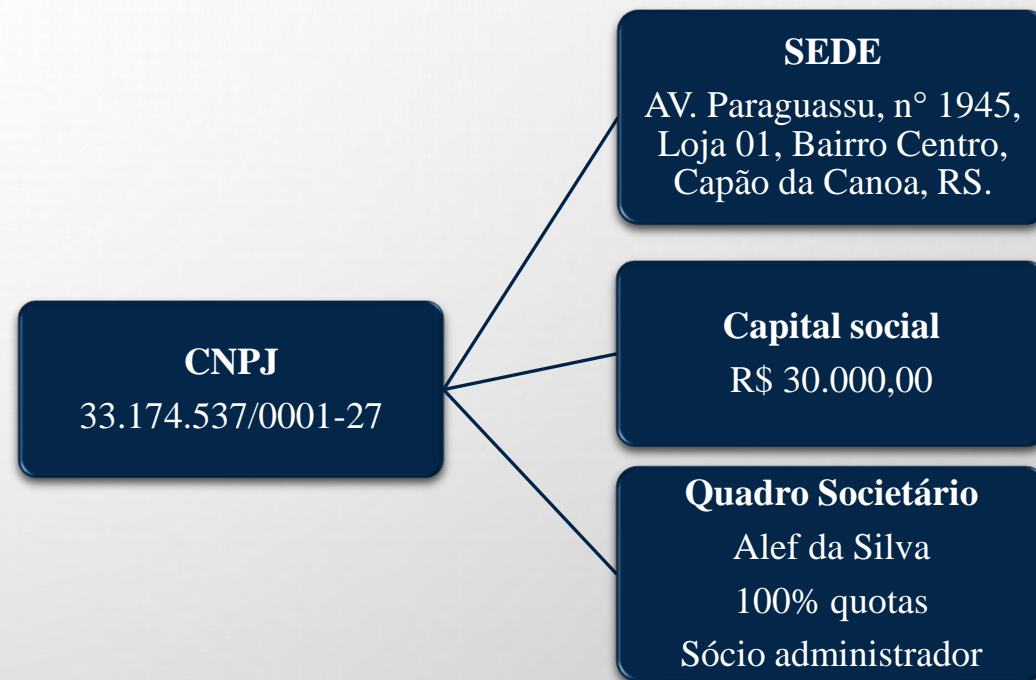 SEDE
AV. Paraguassu, n° 1945,
Loja 01, Bairro Centro,
Capão da Canoa, RS.
CNPJ
33.174.537/0001-27
Capital social
R$ 30.000,00
Quadro Societário
Alef da Silva
100% quotas
Sócio administrador